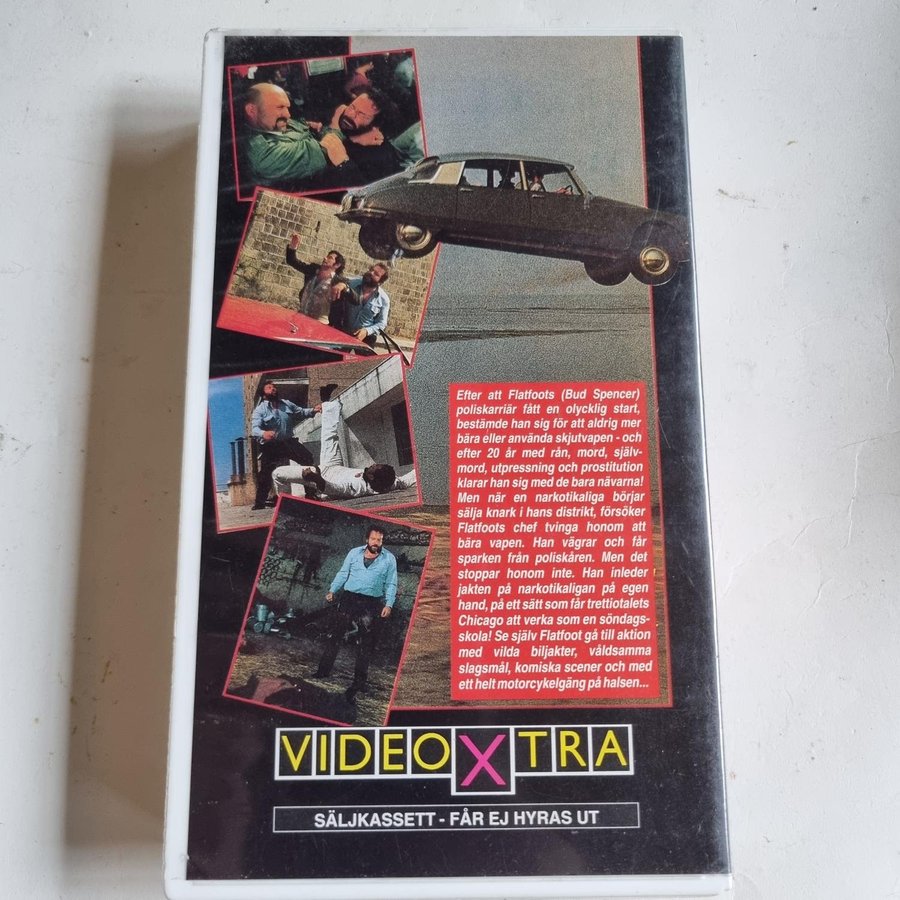 Efter att Flatfoots (Bud Spencer)
poliskarriär fått en olycklig start,
bestämde han sig för att aldrig mer
bära eller använda skjutvapen - och
efter 20 år med rån, mord, själv-
mord, utpressning och prostitution
klarar han sig med de bara nävarna!
Men när en narkotikaliga börjar
sälja knark i hans distrikt, försöker
Flatfoots chef tvinga honom att
bära vapen. Han vägrar och får
sparken från poliskåren. Men det
stoppar honom inte. Han inleder
jakten på narkotikaligan på egen
hand, på ett sätt som får trettiotalets
Chicago att verka som en söndags-
skola! Se själv Flatfoot gå till aktion
med vilda biljakter, våldsamma
slagsmål, komiska scener och med
ett helt motorcykelgäng på halsen...
VIDEOXTRA
SÄLJKASSETT - FÅR EJ HYRAS UT